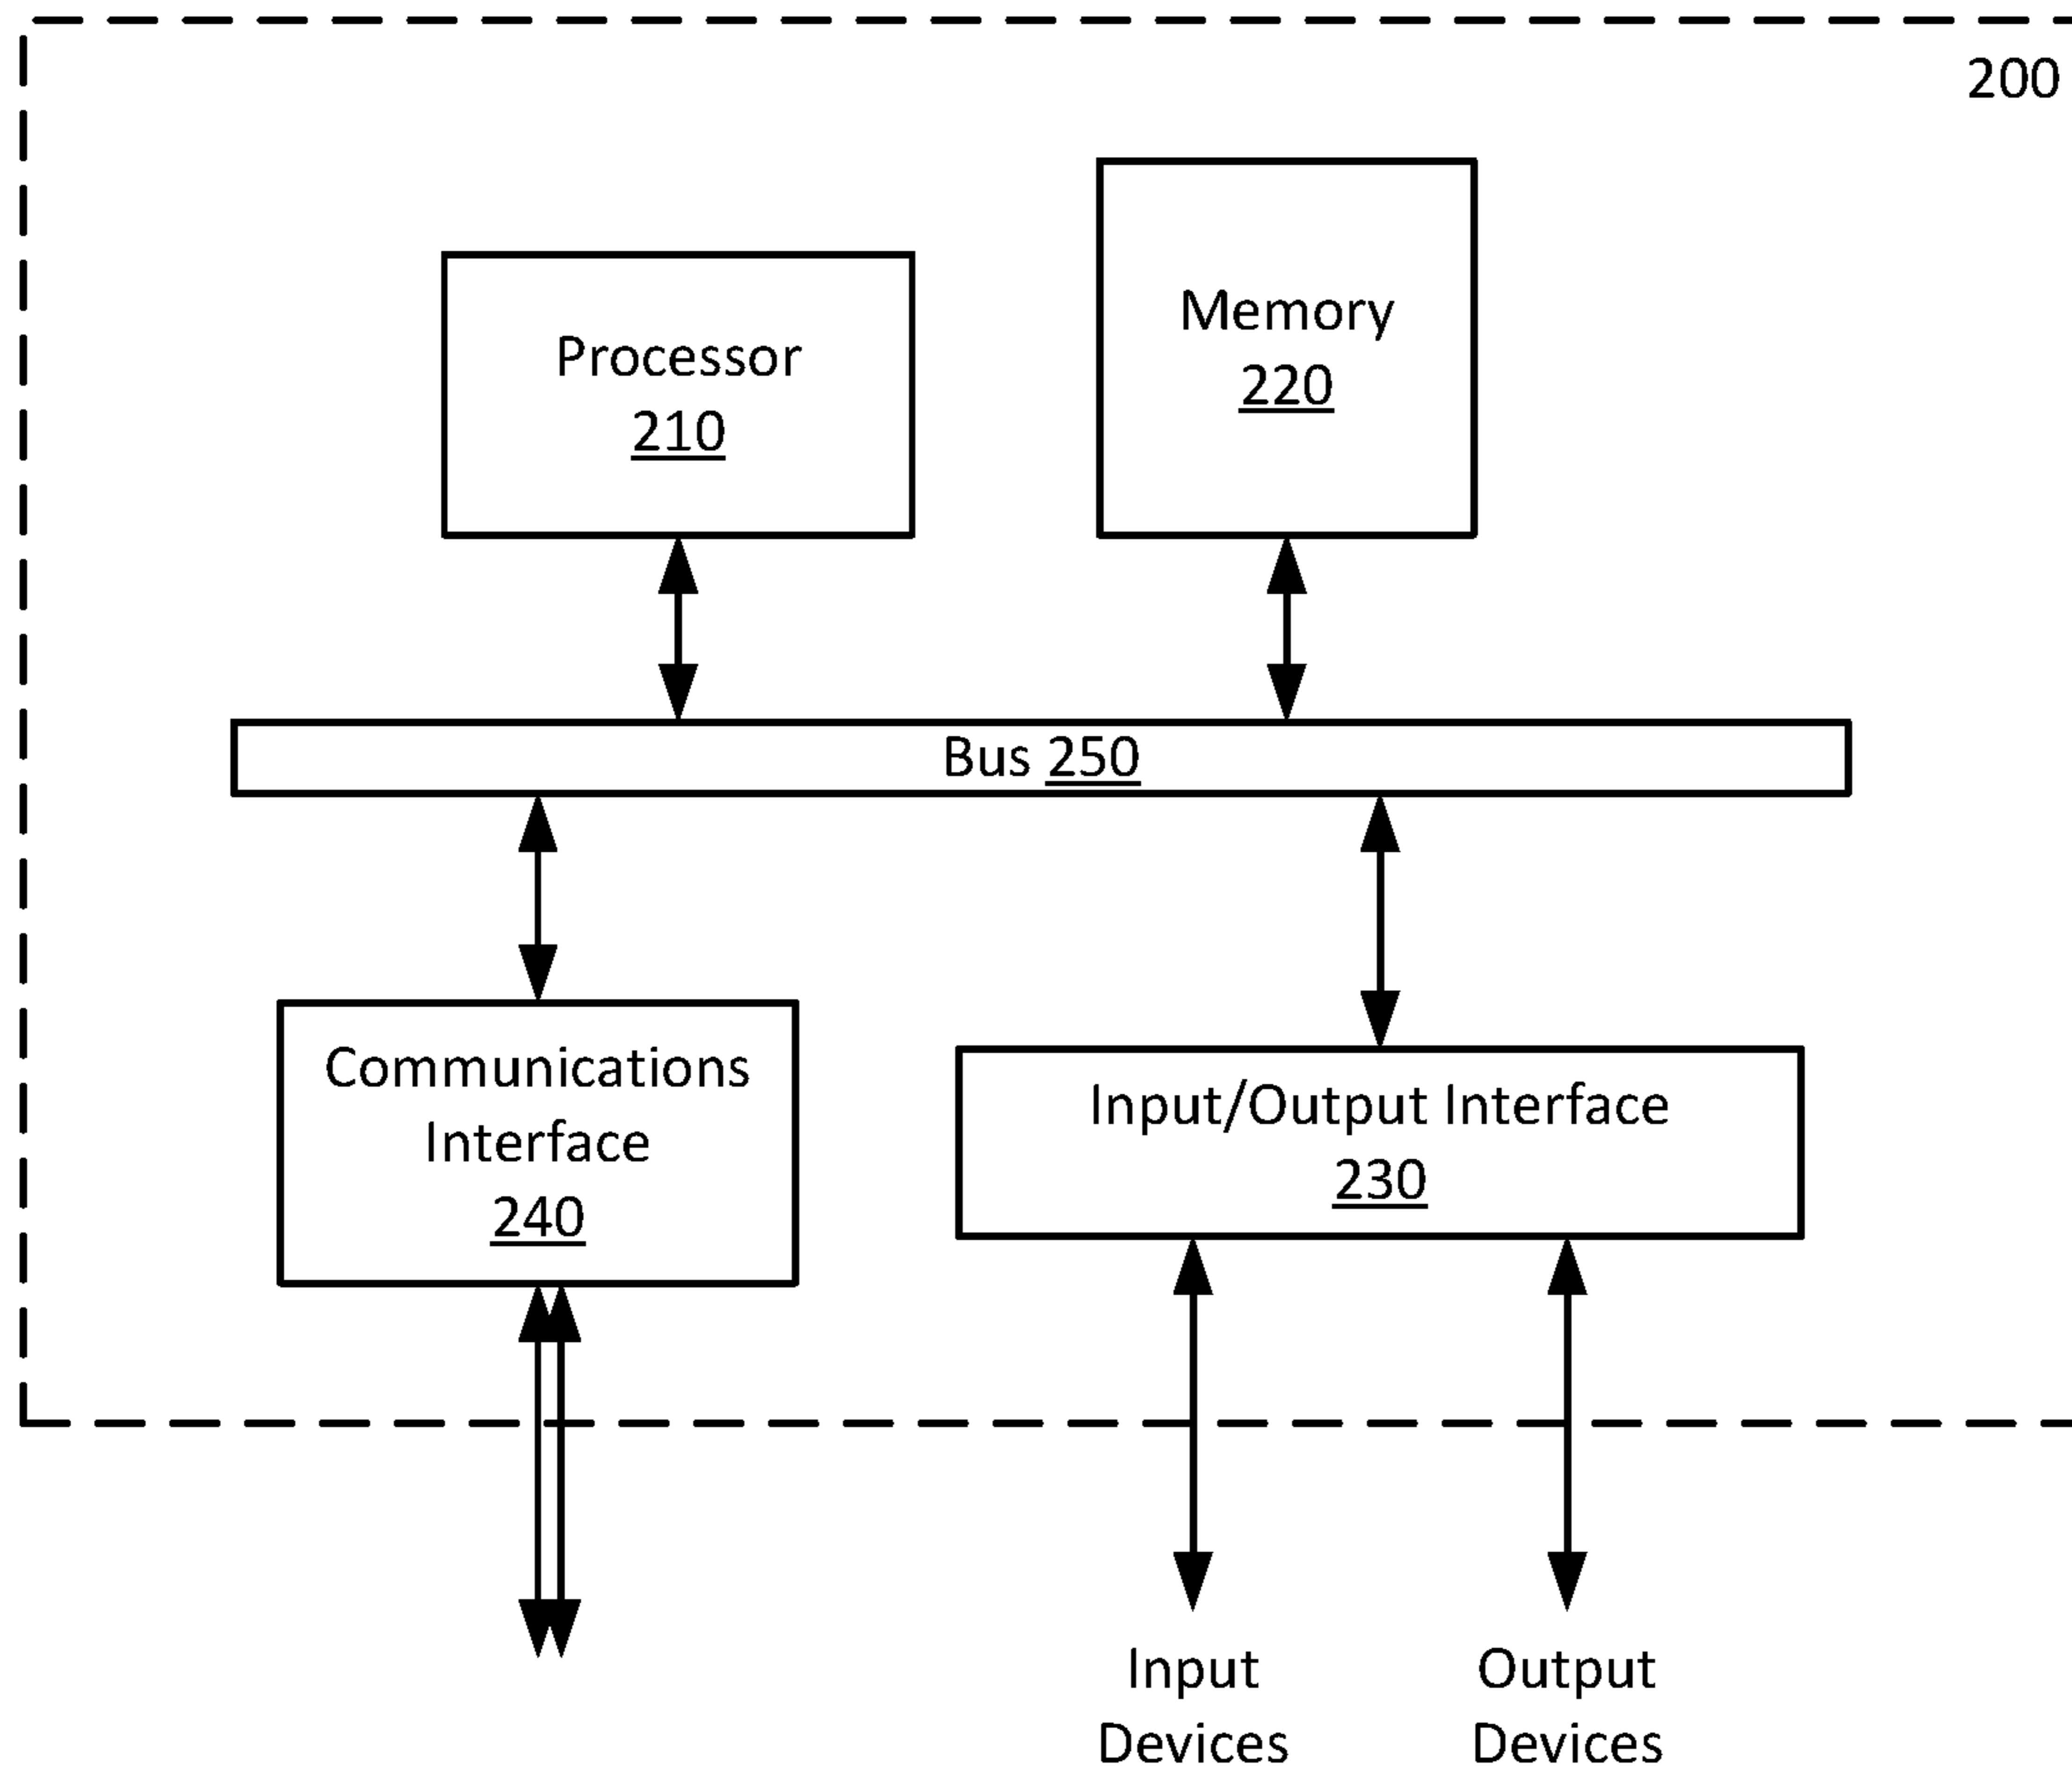 200
Processor
210
Memory
220
Bus 250
Communications
Interface
240
Input/Output Interface
230
Input
Devices
Output
Devices